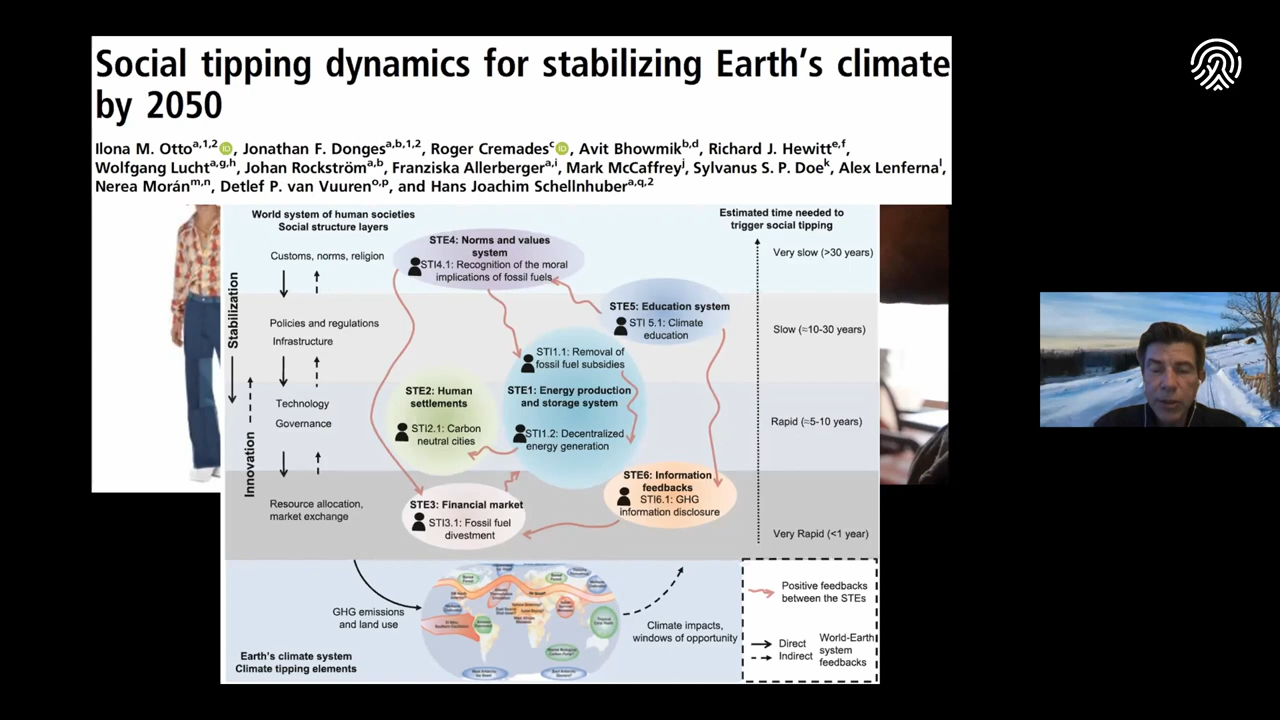 Social tipping dynamics for stabilizing Earth's climate
by 2050
Ilona M. Otto a,1,2, Jonathan F. Donges a,b,1,2, Roger Cremades c, Avit Bhowmik b,d, Richard J. Hewitt e,f,
Wolfgang Lucht a,g,h, Johan Rockström a,b, Franziska Allerberger a,i, Mark McCaffrey j, Sylvanus S. P. Doe k, Alex Lenferna l,
Nerea Morán m,n, Detlef P. van Vuuren o,p, and Hans Joachim Schellnhuber a,q,2
World system of human societies
Social structure layers
Estimated time needed to
trigger social tipping
Customs, norms, religion
STE4: Norms and values
system
STI4.1: Recognition of the moral
implications of fossil fuels
Very slow (>30 years)
Stabilization
Policies and regulations
Infrastructure
STE5: Education system
STI 5.1: Climate
education
Slow (≈10-30 years)
STI1.1: Removal of
fossil fuel subsidies
STE2: Human
settlements
STE1: Energy production
and storage system
Technology
Governance
STI2.1: Carbon
neutral cities
STI1.2: Decentralized
energy generation
Rapid (≈5-10 years)
Innovation
Resource allocation,
market exchange
STE3: Financial market
STI3.1: Fossil fuel
divestment
STE6: Information
feedbacks
STI6.1: GHG
information disclosure
Very Rapid (<1 year)
GHG emissions
and land use
Climate impacts,
windows of opportunity
Earth's climate system
Climate tipping elements
Positive feedbacks
between the STEs
Direct
Indirect
World-Earth
system
feedbacks